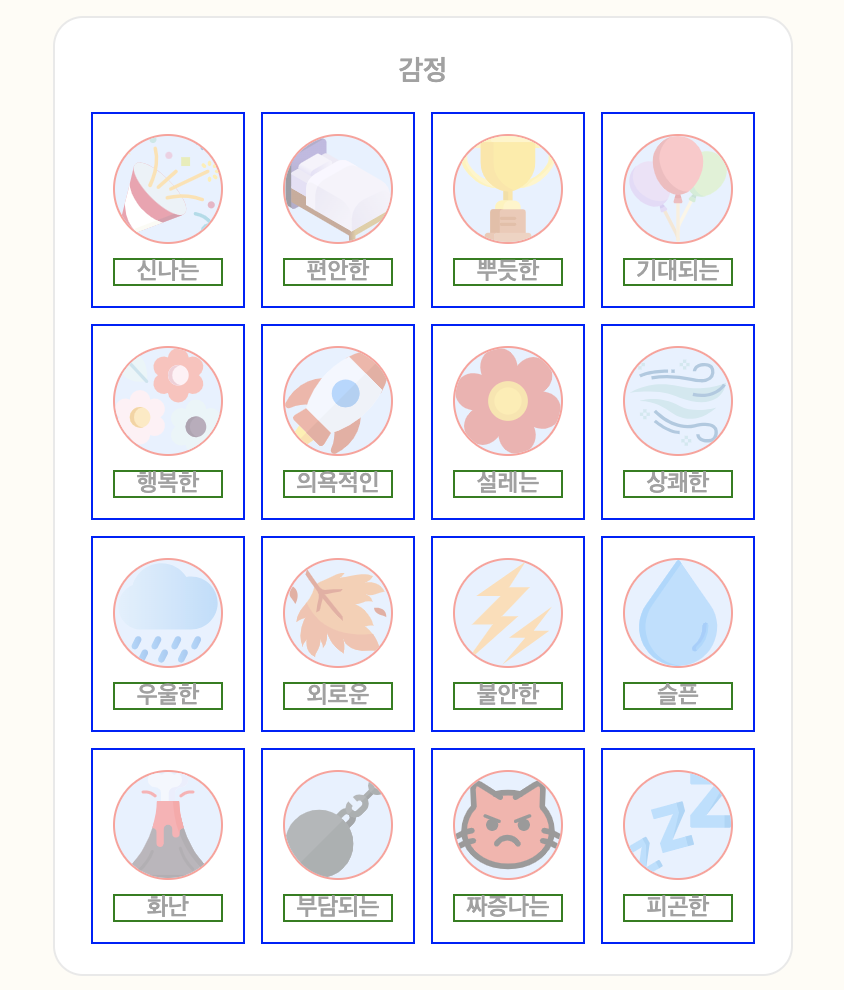 감정
신나는 편안한 뿌듯한 기대되는
행복한 의욕적인 설레는 상쾌한
우울한 외로운 불안한 슬픈
화난 부담되는 짜증나는 피곤한